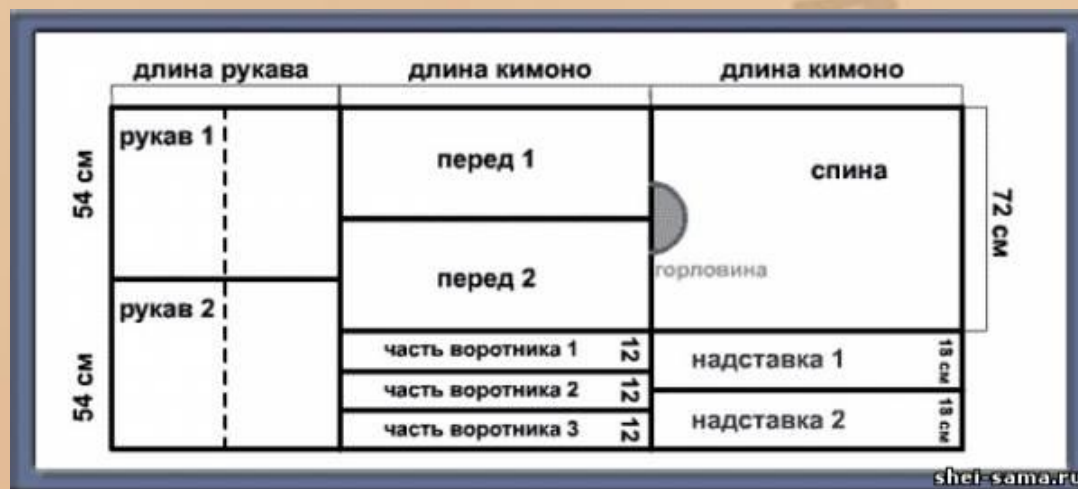 длина рукава
длина кимоно
длина кимоно
рукав 1
54 см
рукав 2
54 см
перед 1
перед 2
часть воротника 1 12
часть воротника 2 12
часть воротника 3 12
спина
72 см
горловина
надставка 1 18 см
надставка 2 18 см
shei-sama.ru